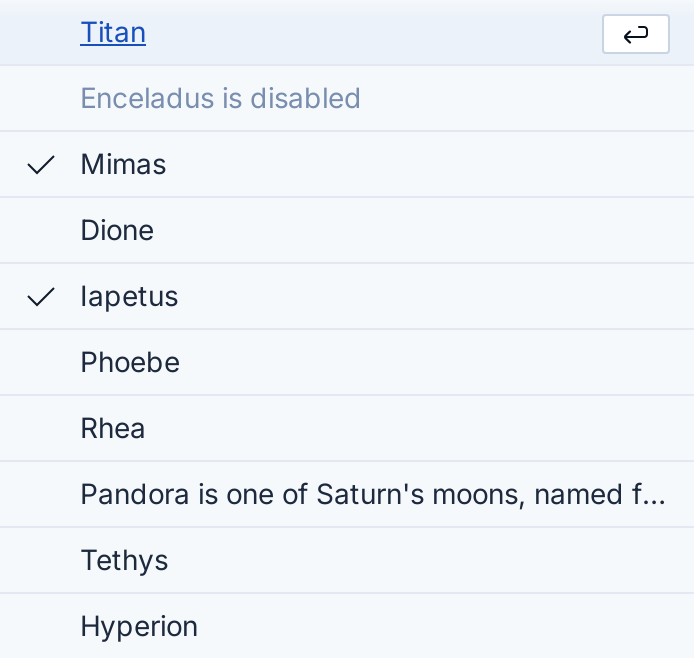 Titan
Enceladus is disabled
Mimas
Dione
Iapetus
Phoebe
Rhea
Pandora is one of Saturn's moons, named f...
Tethys
Hyperion